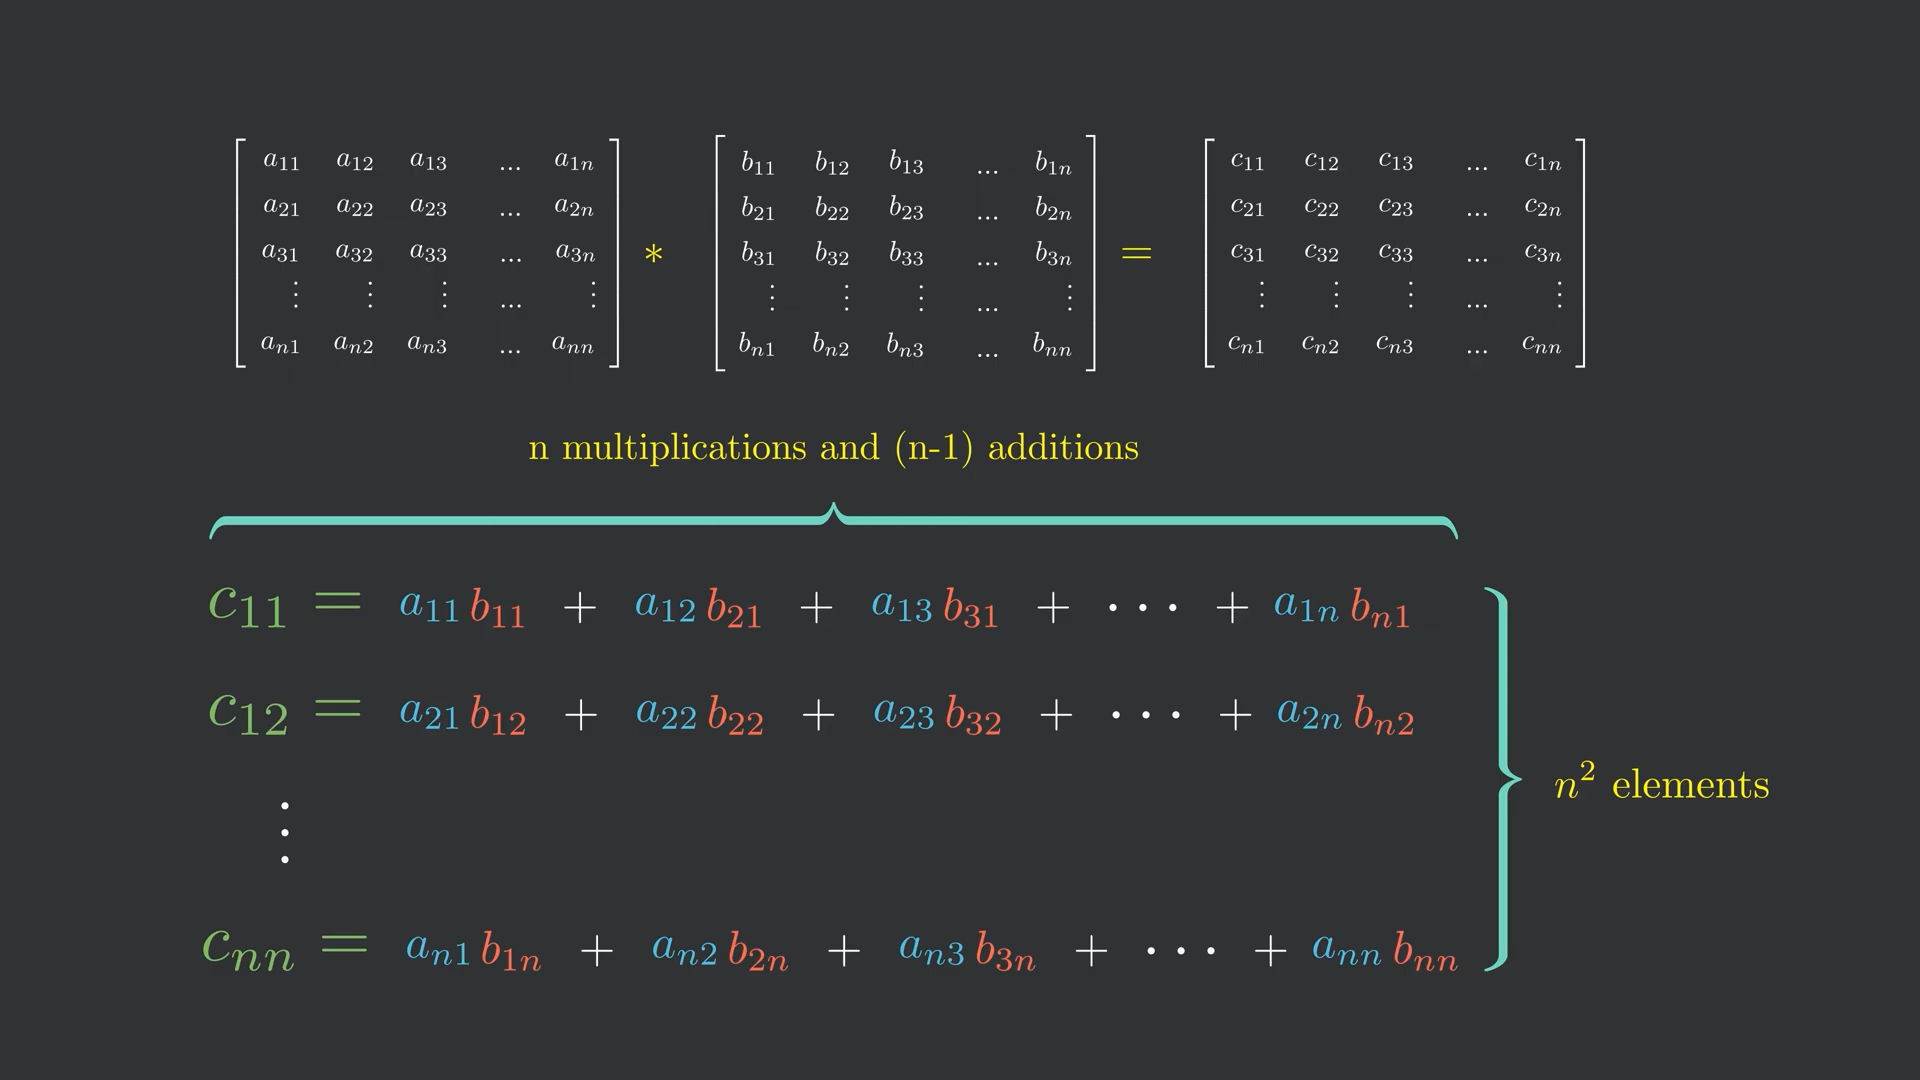 a₁₁ a₁₂ a₁₃ ... a₁ₙ b₁₁ b₁₂ b₁₃ ... b₁ₙ c₁₁ c₁₂ c₁₃ ... c₁ₙ
a₂₁ a₂₂ a₂₃ ... a₂ₙ b₂₁ b₂₂ b₂₃ ... b₂ₙ c₂₁ c₂₂ c₂₃ ... c₂ₙ
a₃₁ a₃₂ a₃₃ ... a₃ₙ * b₃₁ b₃₂ b₃₃ ... b₃ₙ = c₃₁ c₃₂ c₃₃ ... c₃ₙ
⋮ ⋮ ⋮ ... ⋮ ⋮ ⋮ ⋮ ... ⋮ ⋮ ⋮ ⋮ ... ⋮
aₙ₁ aₙ₂ aₙ₃ ... aₙₙ bₙ₁ bₙ₂ bₙ₃ ... bₙₙ cₙ₁ cₙ₂ cₙ₃ ... cₙₙ
n multiplications and (n-1) additions
c₁₁ = a₁₁ b₁₁ + a₁₂ b₂₁ + a₁₃ b₃₁ + ⋯ + a₁ₙ bₙ₁
c₁₂ = a₂₁ b₁₂ + a₂₂ b₂₂ + a₂₃ b₃₂ + ⋯ + a₂ₙ bₙ₂
n² elements
⋮
cₙₙ = aₙ₁ b₁ₙ + aₙ₂ b₂ₙ + aₙ₃ b₃ₙ + ⋯ + aₙₙ bₙₙ